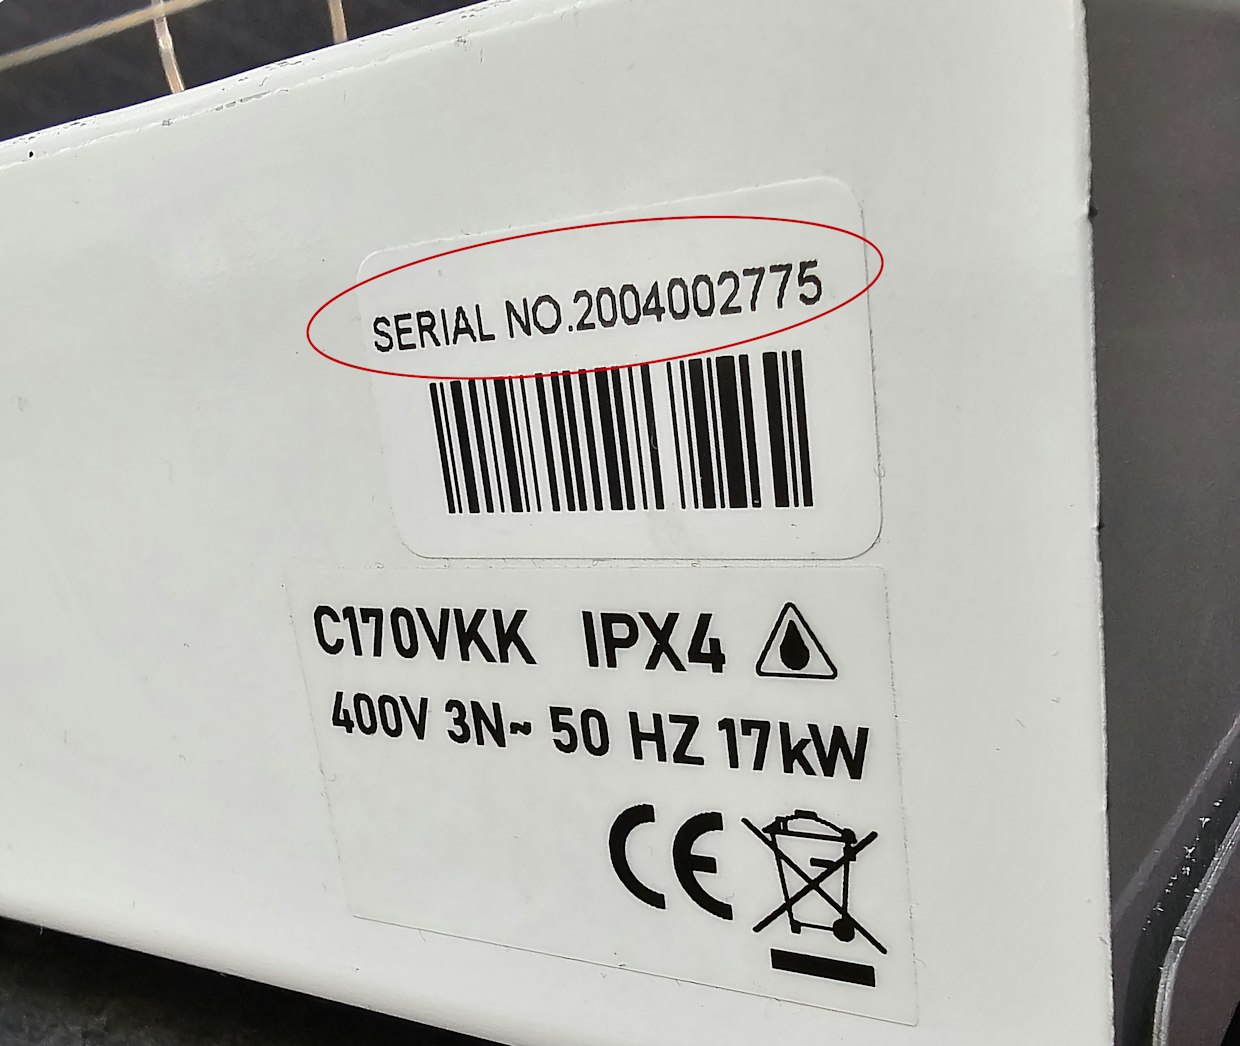 SERIAL NO.2004002775
C170VKK IPX4
400V 3N~ 50 HZ 17kW
CE